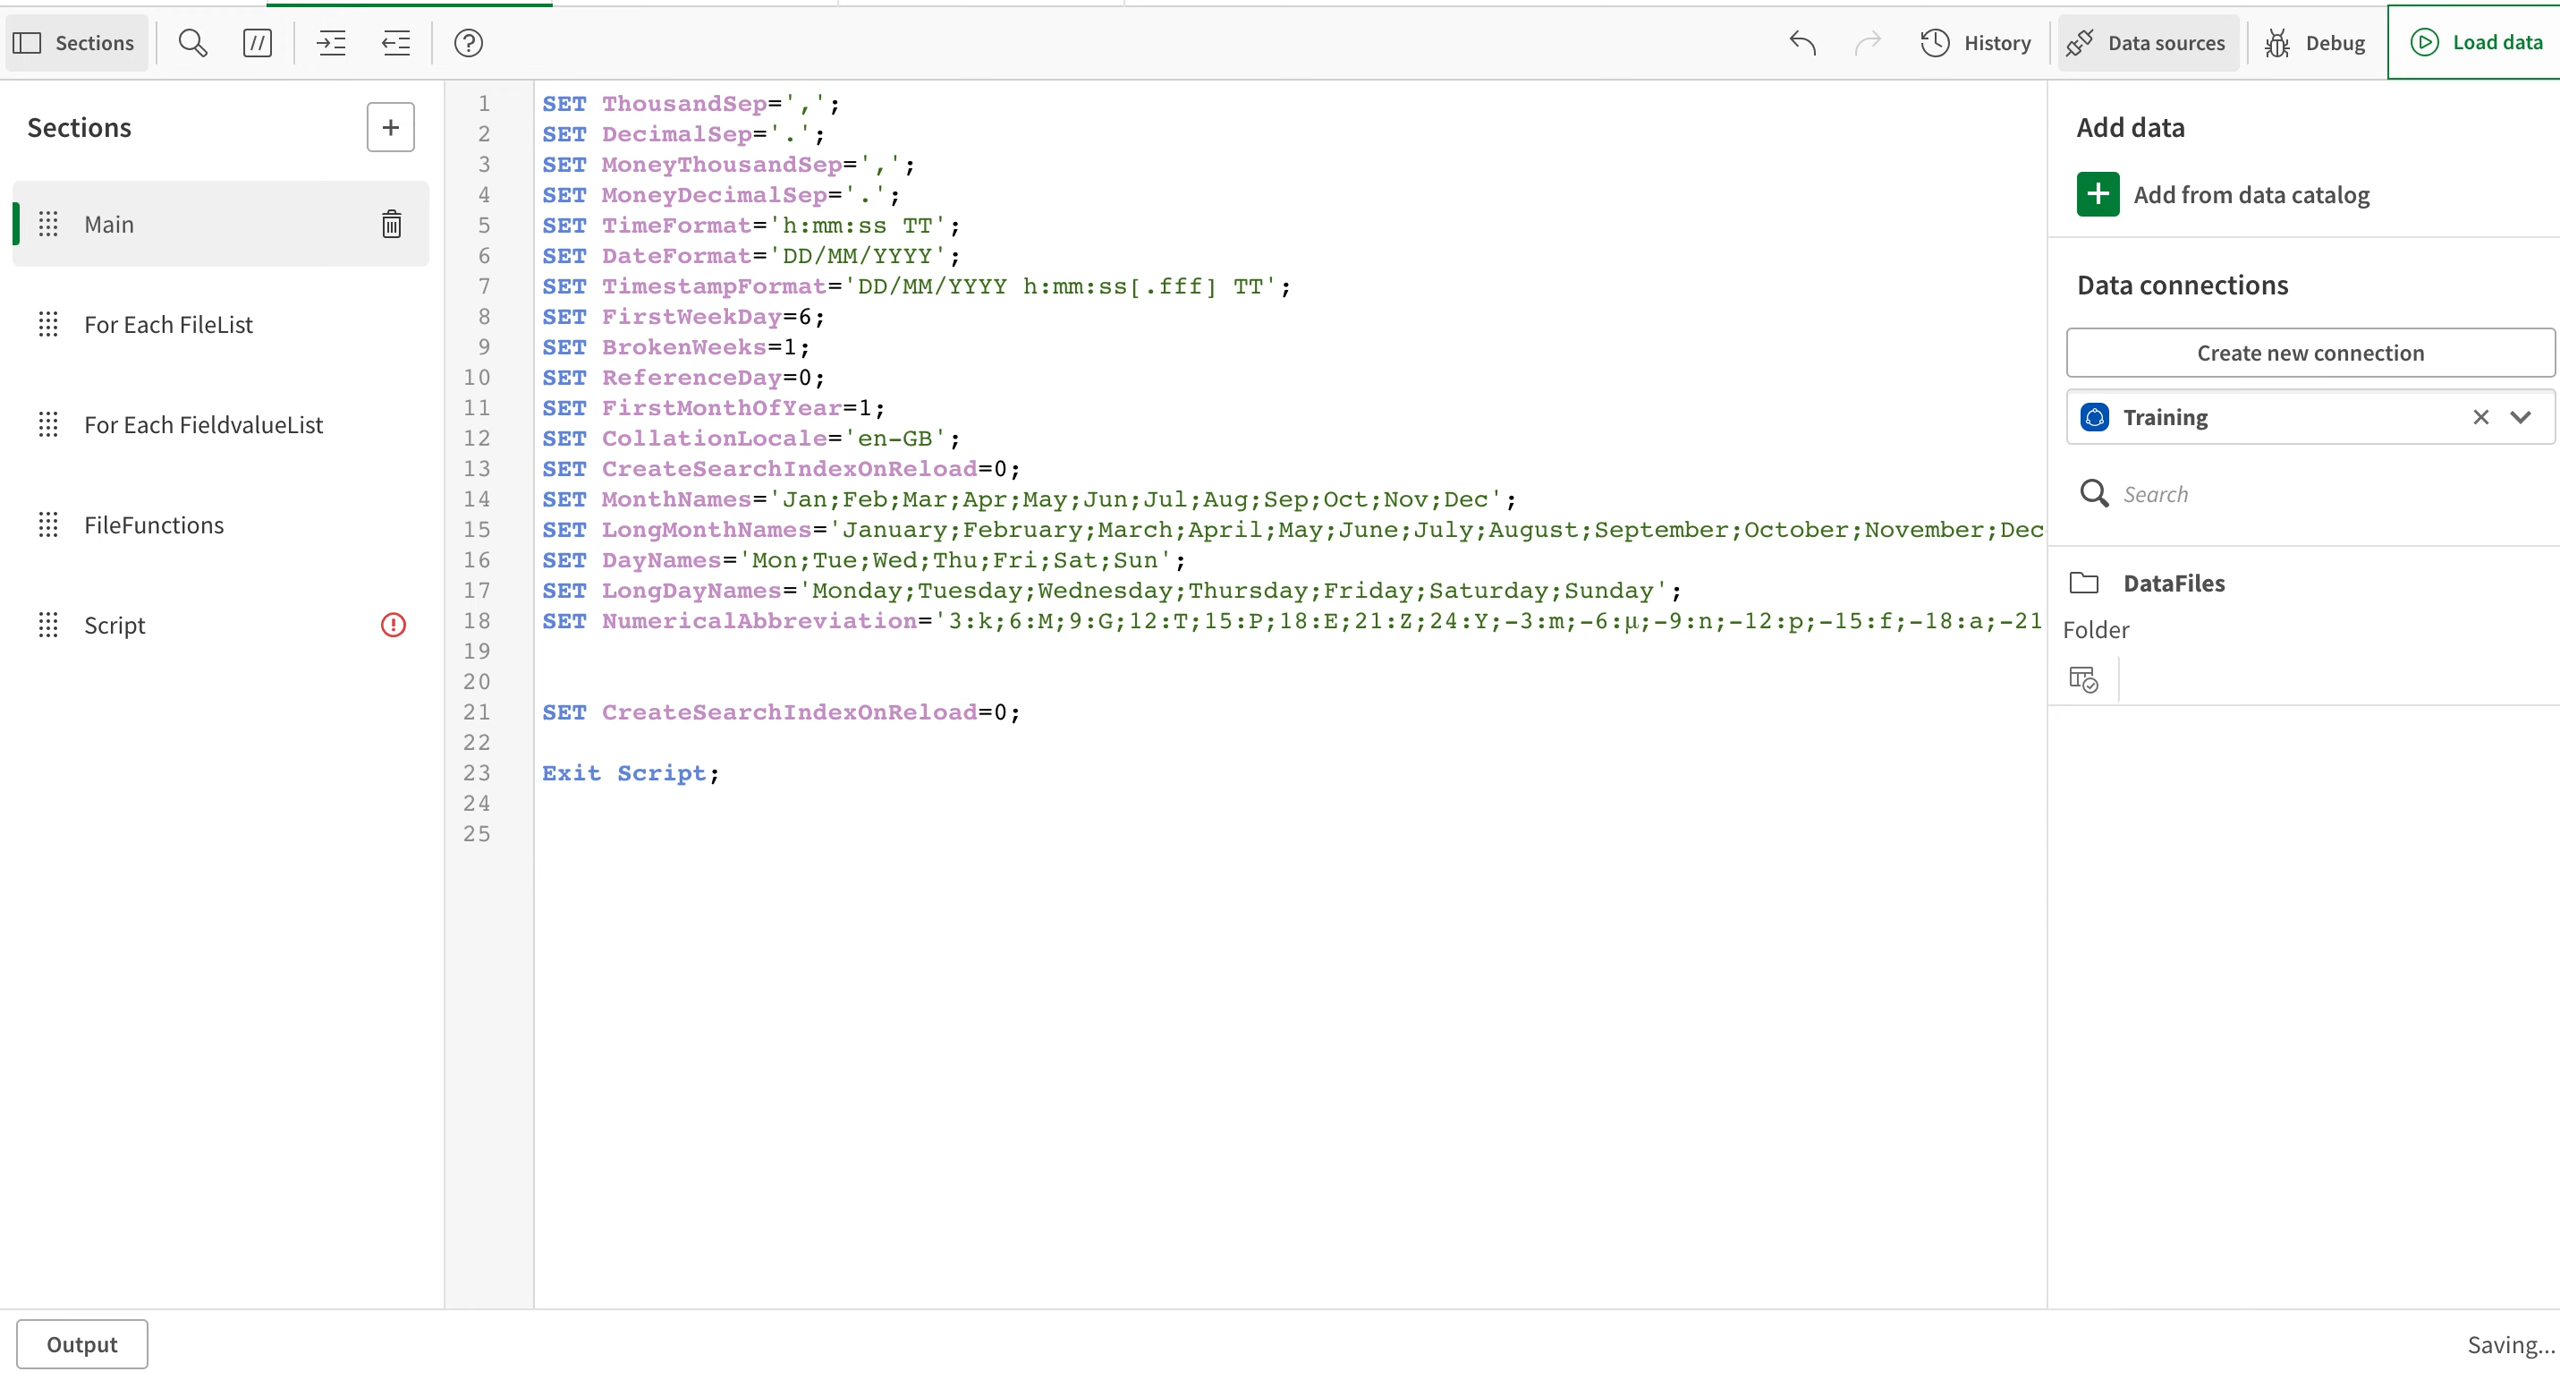 Sections
//
?
History
Data sources
Debug
Load data
Sections
+
Main
For Each FileList
For Each FieldvalueList
FileFunctions
Script
1 SET ThousandSep=',';
2 SET DecimalSep='.';
3 SET MoneyThousandSep=',';
4 SET MoneyDecimalSep='.';
5 SET TimeFormat='h:mm:ss TT';
6 SET DateFormat='DD/MM/YYYY';
7 SET TimestampFormat='DD/MM/YYYY h:mm:ss[.fff] TT';
8 SET FirstWeekDay=6;
9 SET BrokenWeeks=1;
10 SET ReferenceDay=0;
11 SET FirstMonthOfYear=1;
12 SET CollationLocale='en-GB';
13 SET CreateSearchIndexOnReload=0;
14 SET MonthNames='Jan;Feb;Mar;Apr;May;Jun;Jul;Aug;Sep;Oct;Nov;Dec';
15 SET LongMonthNames='January;February;March;April;May;June;July;August;September;October;November;Dec
16 SET DayNames='Mon;Tue;Wed;Thu;Fri;Sat;Sun';
17 SET LongDayNames='Monday;Tuesday;Wednesday;Thursday;Friday;Saturday;Sunday';
18 SET NumericalAbbreviation='3:k;6:M;9:G;12:T;15:P;18:E;21:Z;24:Y;-3:m;-6:μ;-9:n;-12:p;-15:f;-18:a;-21
19
20
21 SET CreateSearchIndexOnReload=0;
22
23 Exit Script;
24
25
Add data
Add from data catalog
Data connections
Create new connection
Training
Search
DataFiles
Folder
Output
Saving...